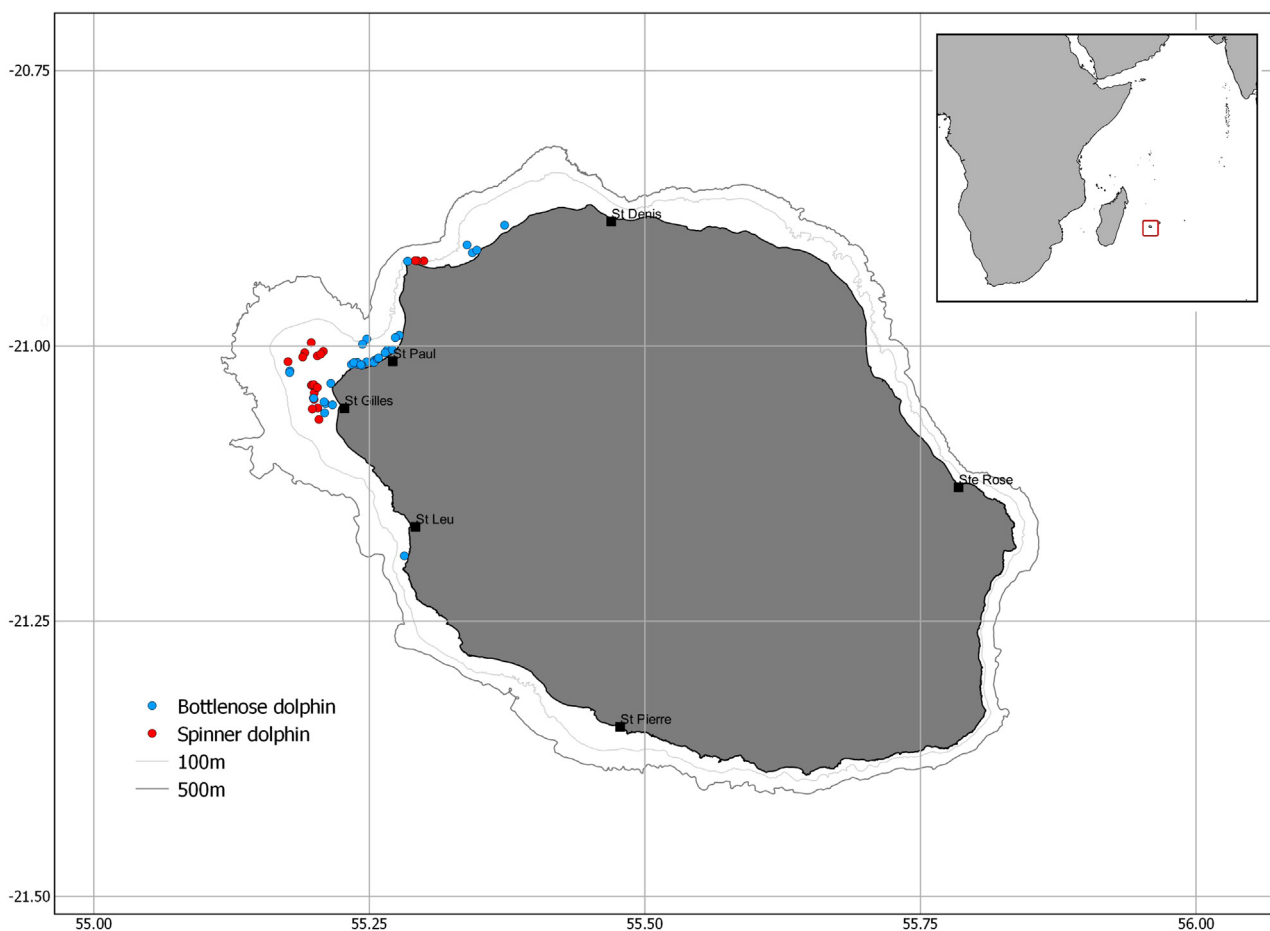 -20.75
St Denis
-21.00
St Paul
St Gilles
Ste Rose
St Leu
-21.25
Bottlenose dolphin
Spinner dolphin
St Pierre
100m
500m
-21.50
55.00
55.25
55.50
55.75
56.00